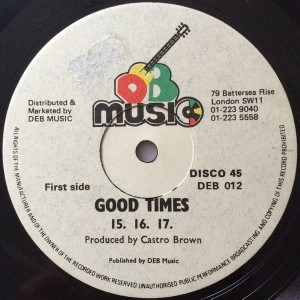 DB
music
Distributed &
Marketed by
DEB MUSIC
79 Battersea Rise
London SW11
01-223 9040
01-223 5558
First side
DISCO 45
DEB 012
GOOD TIMES
15. 16. 17.
Produced by Castro Brown
Published by DEB Music
ALL RIGHTS OF THE MANUFACTURER AND OF THE OWNER OF THE RECORDED WORK RESERVED UNAUTHORISED PUBLIC PERFORMANCE BROADCASTING AND COPYING OF THIS RECORD PROHIBITED